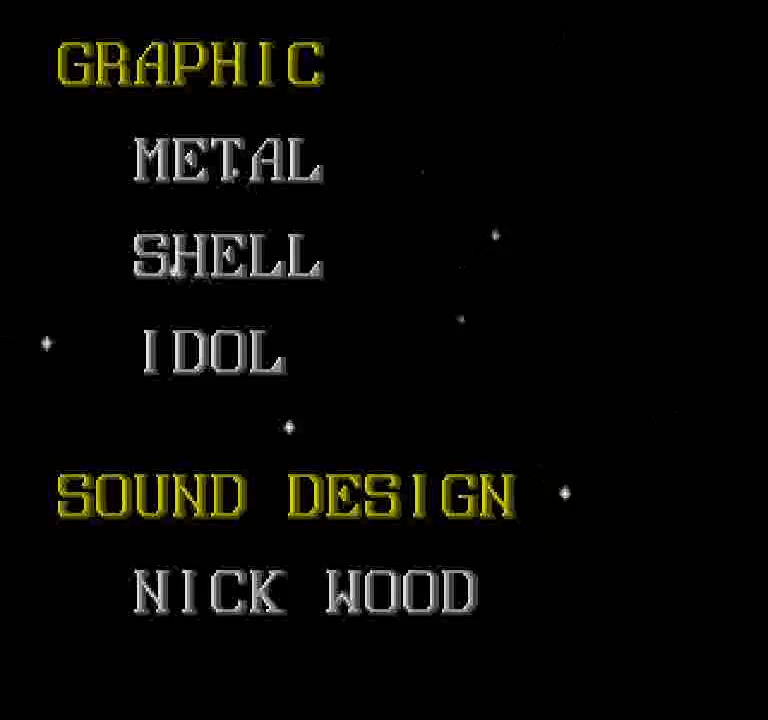 GRAPHIC
METAL
SHELL
IDOL
SOUND DESIGN
NICK WOOD